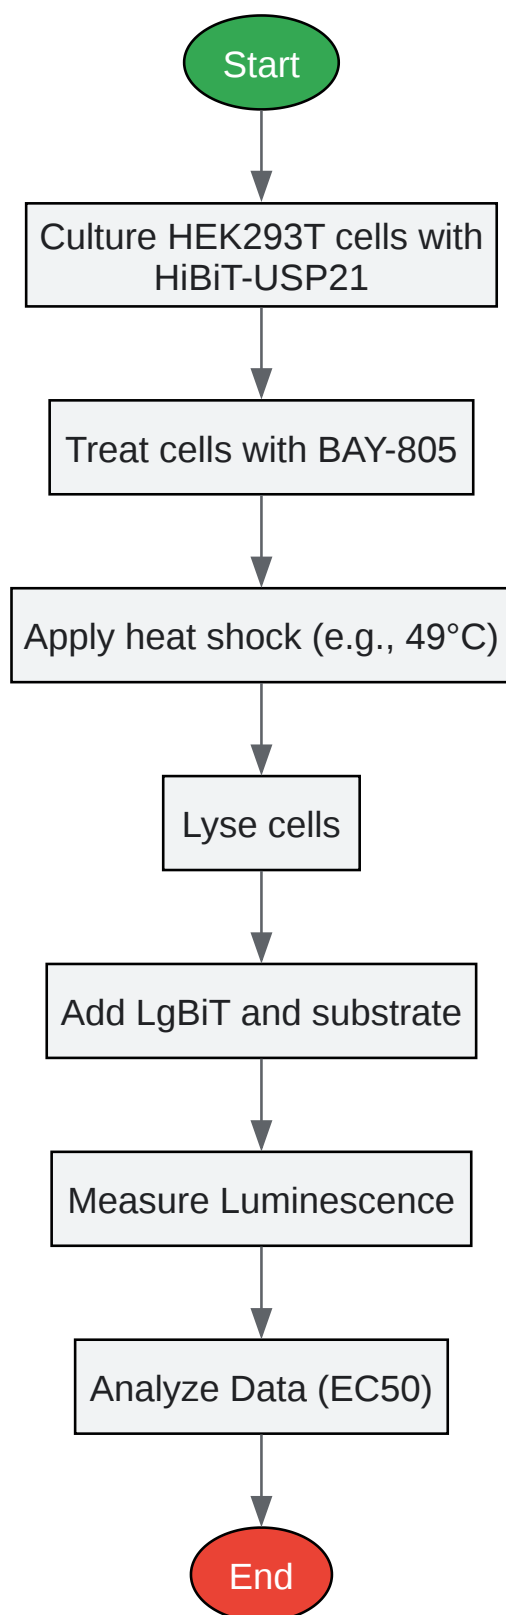 Start
Culture HEK293T cells with
HiBiT-USP21
Treat cells with BAY-805
Apply heat shock (e.g., 49°C)
Lyse cells
Add LgBiT and substrate
Measure Luminescence
Analyze Data (EC50)
End